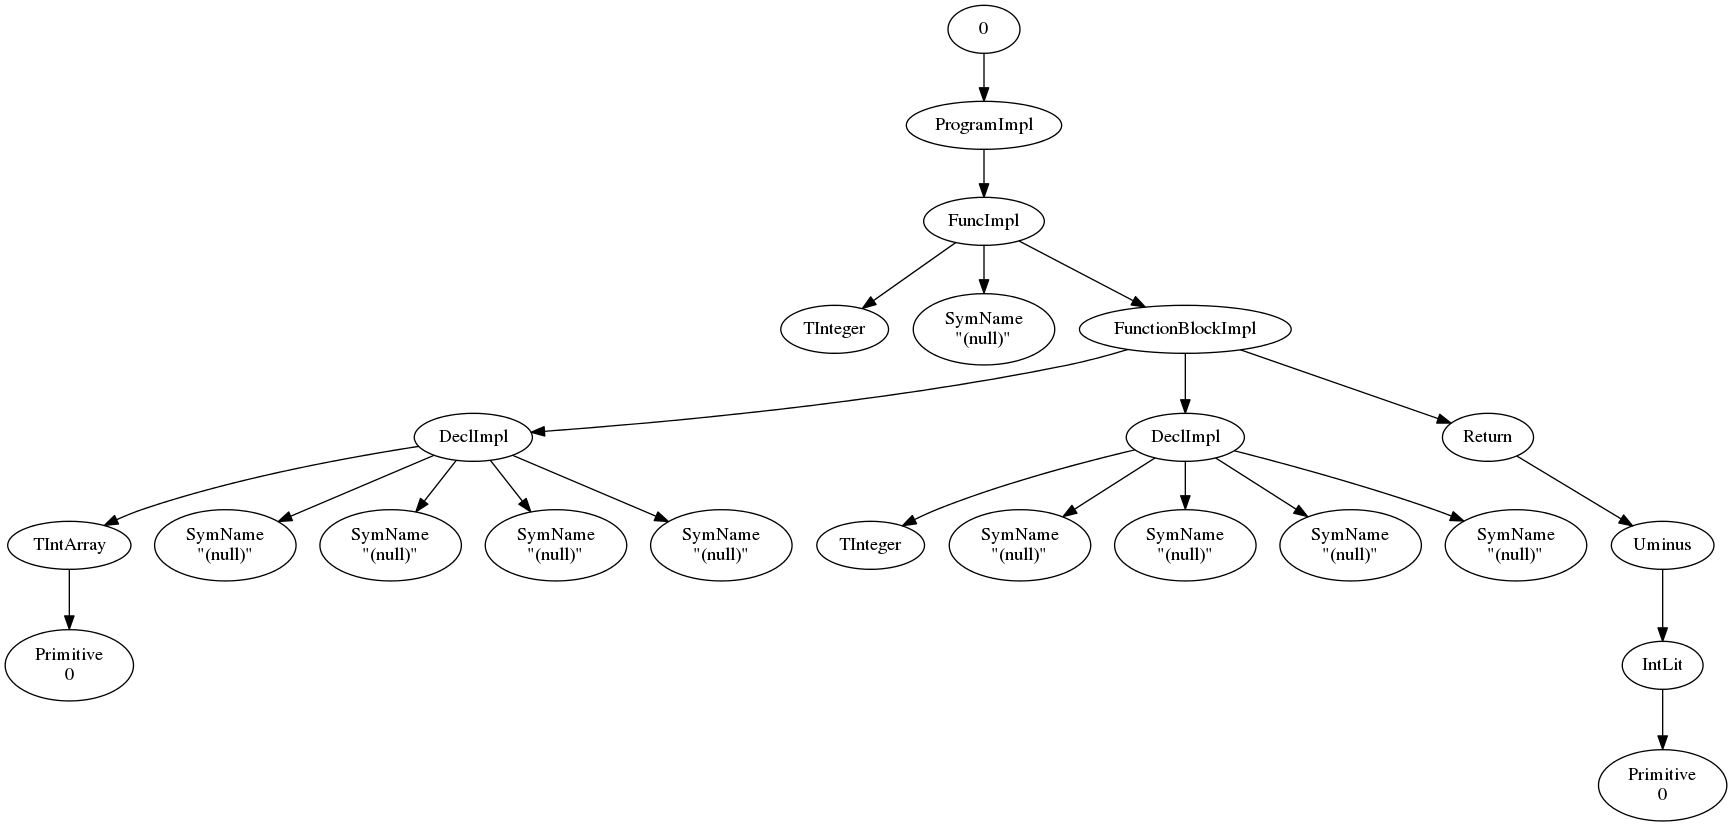 0
ProgramImpl
FuncImpl
TInteger
SymName
"(null)"
FunctionBlockImpl
DeclImpl
DeclImpl
Return
TIntArray
SymName
"(null)"
SymName
"(null)"
SymName
"(null)"
SymName
"(null)"
TInteger
SymName
"(null)"
SymName
"(null)"
SymName
"(null)"
SymName
"(null)"
Uminus
Primitive
0
IntLit
Primitive
0